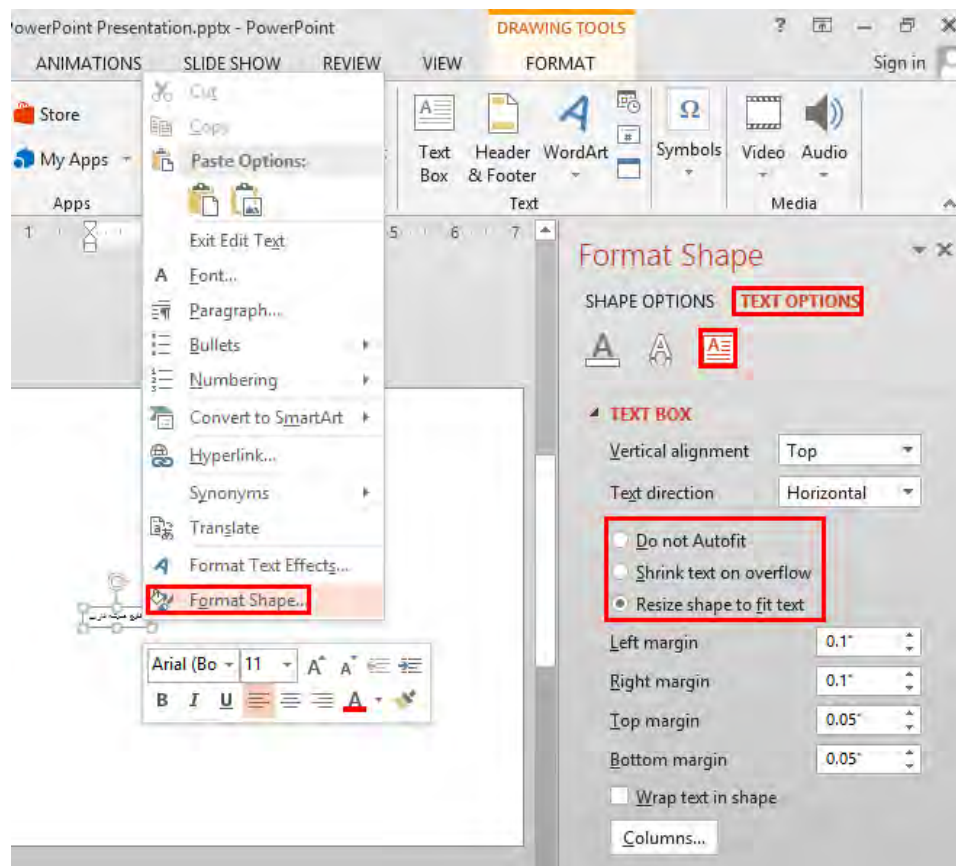 PowerPoint Presentation.pptx - PowerPoint
DRAWING TOOLS
?
ANIMATIONS SLIDE SHOW REVIEW VIEW FORMAT
Sign in
Store
My Apps
Apps
Text Box
Header & Footer
WordArt
Text
Ω
Symbols
Video
Audio
Media
1
5 6 7
Cut
Copy
Paste Options:
Exit Edit Text
Font...
Paragraph...
Bullets
Numbering
Convert to SmartArt
Hyperlink...
Synonyms
Translate
Format Text Effects...
Format Shape...
Arial (Bo 11 A A
B I U A
Format Shape
SHAPE OPTIONS TEXT OPTIONS
TEXT BOX
Vertical alignment Top
Text direction Horizontal
Do not Autofit
Shrink text on overflow
Resize shape to fit text
Left margin 0.1"
Right margin 0.1"
Top margin 0.05"
Bottom margin 0.05"
Wrap text in shape
Columns...